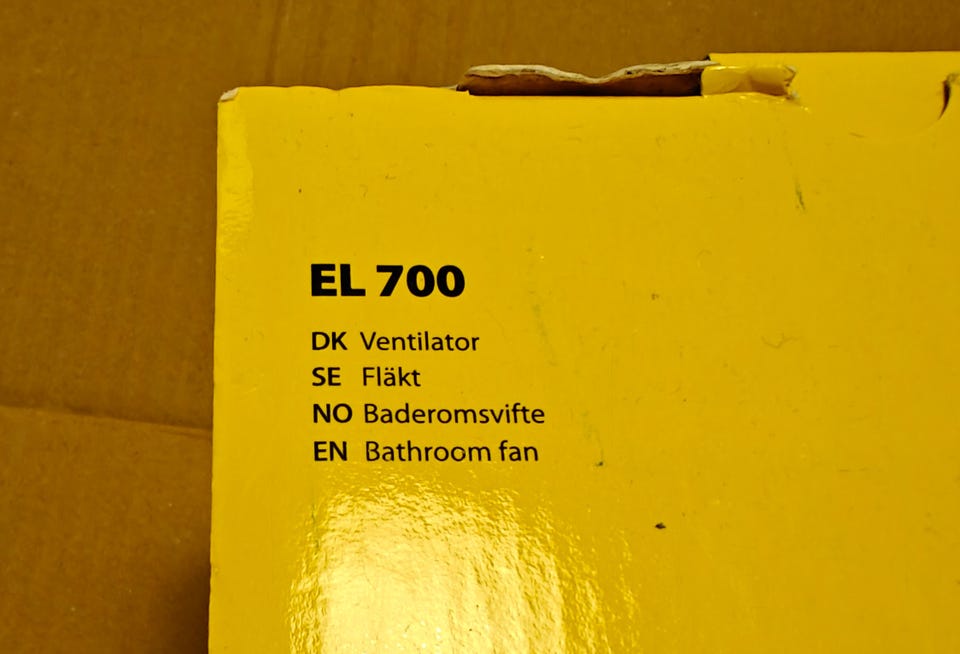 EL 700
DK Ventilator
SE Fläkt
NO Baderomsvifte
EN Bathroom fan